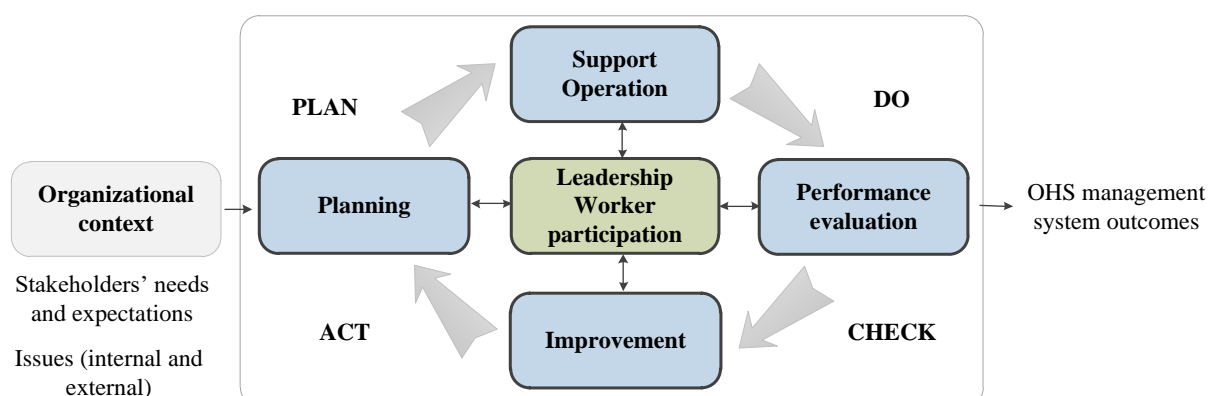 Support
Operation
PLAN
DO
Organizational
context
Planning
Leadership
Worker
participation
Performance
evaluation
OHS management
system outcomes
Stakeholders’ needs
and expectations
Issues (internal and
external)
ACT
Improvement
CHECK